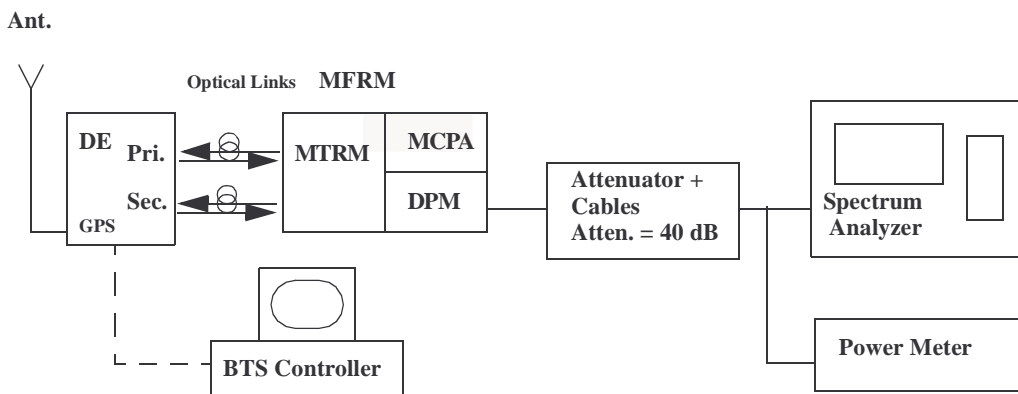 Ant.
Optical Links MFRM
DE
Pri.
MTRM
MCPA
Sec.
DPM
GPS
Attenuator +
Cables
Atten. = 40 dB
Spectrum
Analyzer
BTS Controller
Power Meter